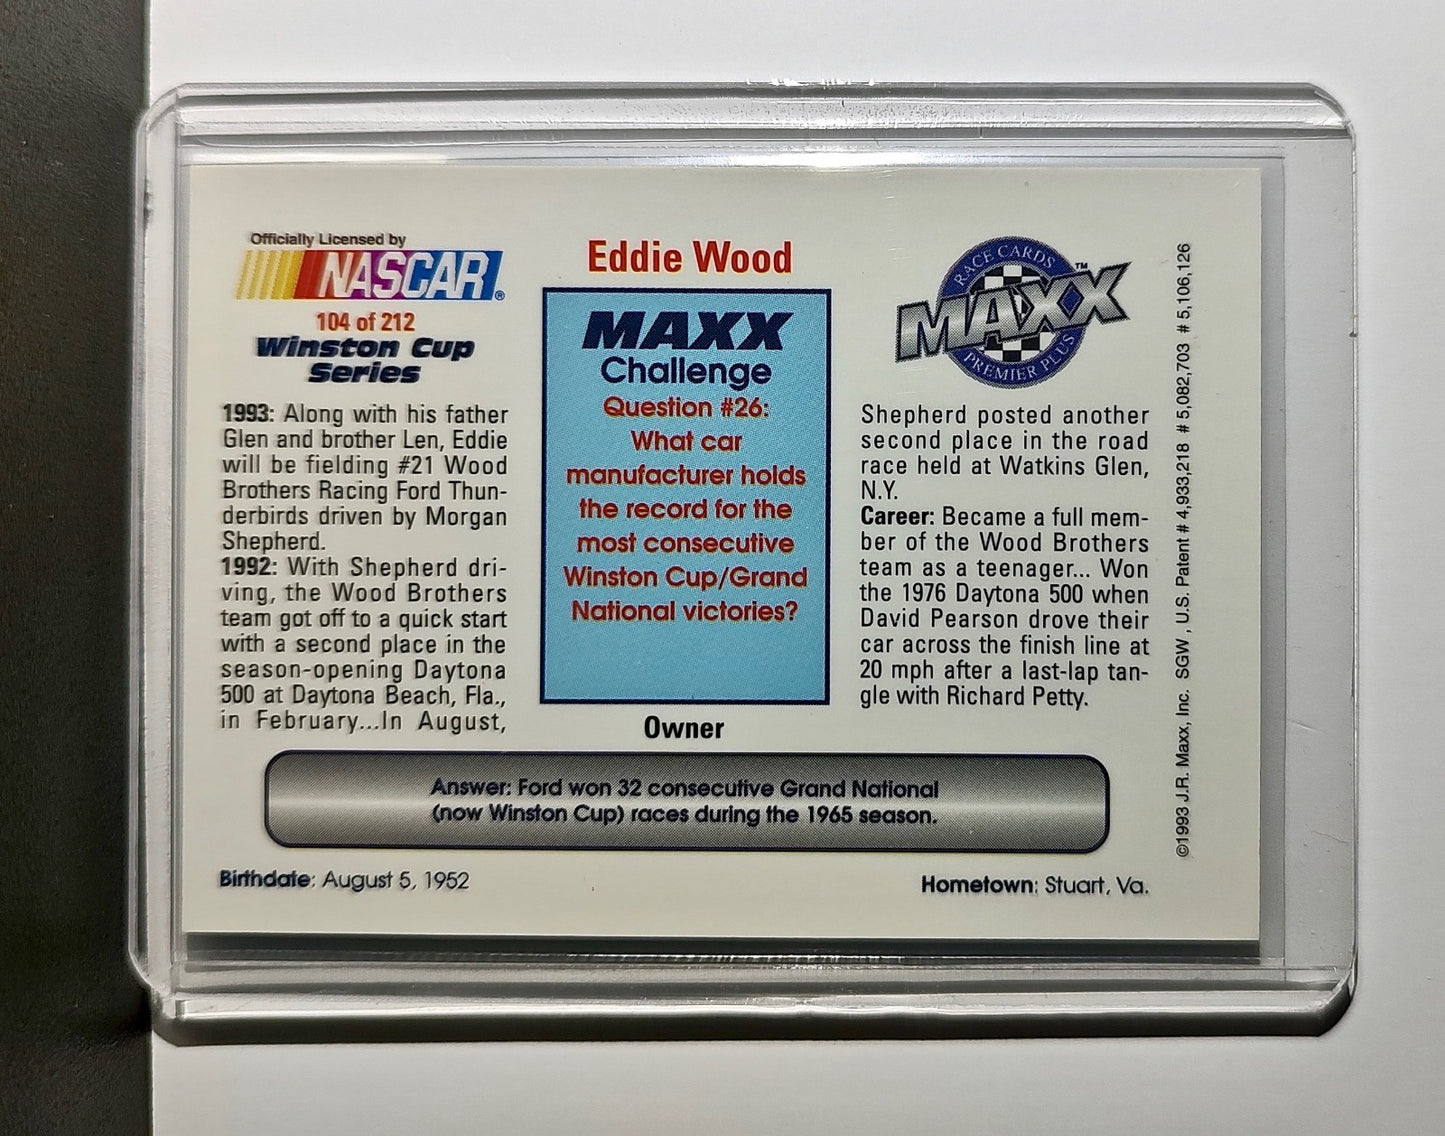 Officially Licensed by
NASCAR®
104 of 212
Winston Cup
Series
1993: Along with his father
Glen and brother Len, Eddie
will be fielding #21 Wood
Brothers Racing Ford Thun-
derbirds driven by Morgan
Shepherd.
1992: With Shepherd dri-
ving, the Wood Brothers
team got off to a quick start
with a second place in the
season-opening Daytona
500 at Daytona Beach, Fla.,
in February...In August,
Eddie Wood
MAXX
Challenge
Question #26:
What car
manufacturer holds
the record for the
most consecutive
Winston Cup/Grand
National victories?
Owner
RACE CARDS
MAXX™
PREMIER PLUS
Shepherd posted another
second place in the road
race held at Watkins Glen,
N.Y.
Career: Became a full mem-
ber of the Wood Brothers
team as a teenager... Won
the 1976 Daytona 500 when
David Pearson drove their
car across the finish line at
20 mph after a last-lap tan-
gle with Richard Petty.
Answer: Ford won 32 consecutive Grand National
(now Winston Cup) races during the 1965 season.
Birthdate: August 5, 1952
Hometown: Stuart, Va.
©1993 J.R. Maxx, Inc. SGW, U.S. Patent # 4,933,218 # 5,082,703 # 5,106,126